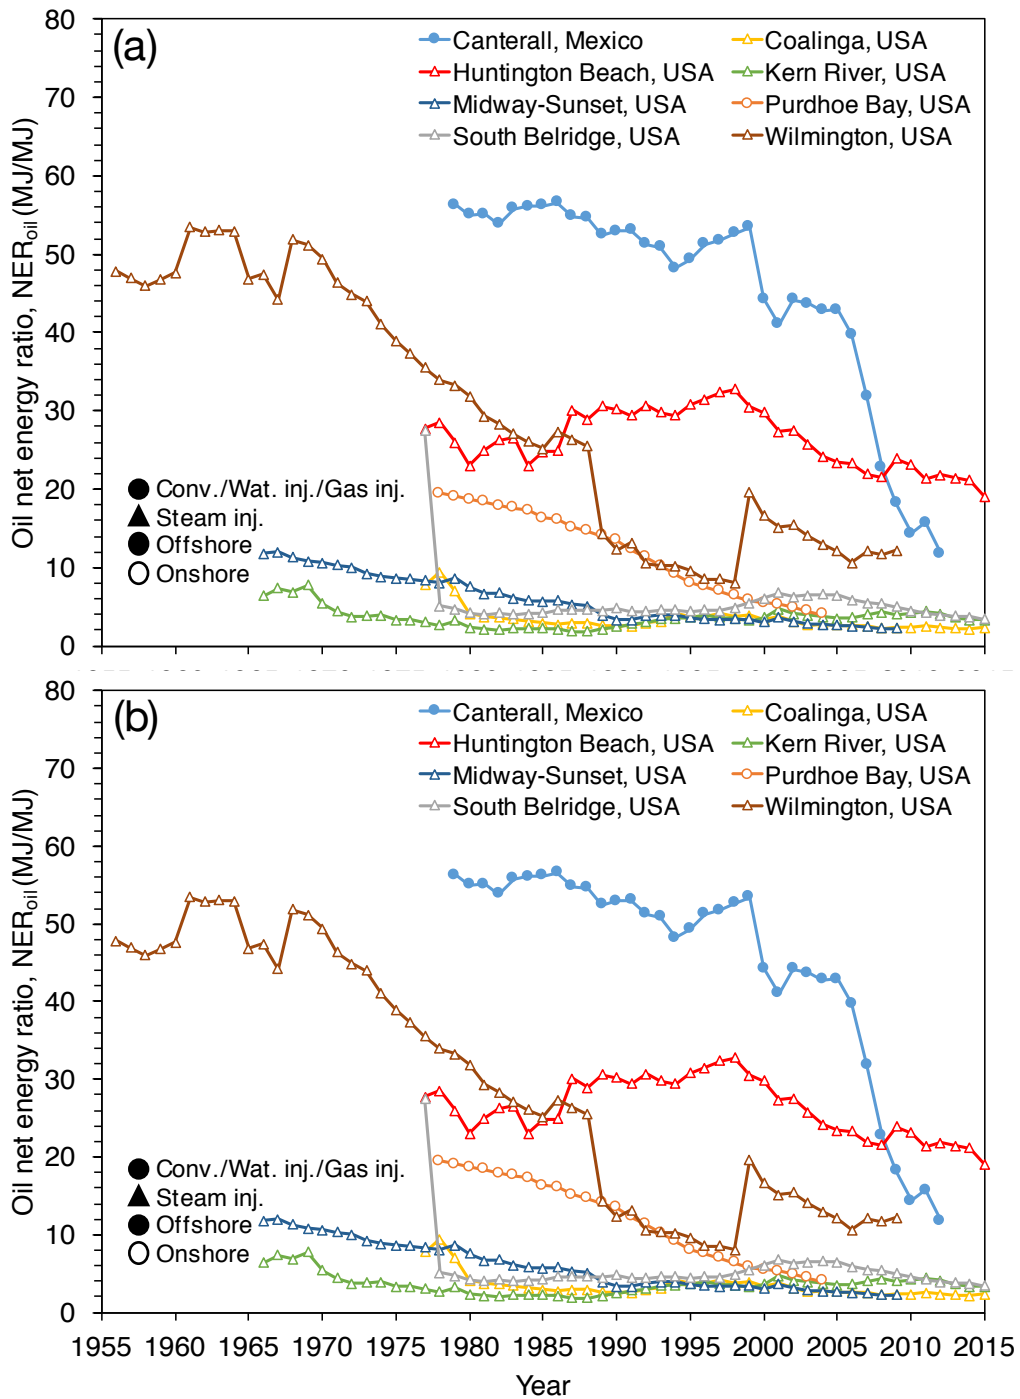 80
(a)
Canterall, Mexico
Coalinga, USA
Huntington Beach, USA
Kern River, USA
Midway-Sunset, USA
Purdhoe Bay, USA
South Belridge, USA
Wilmington, USA
70
60
50
40
30
20
10
0
Oil net energy ratio, NERoil (MJ/MJ)
Conv./Wat. inj./Gas inj.
Steam inj.
Offshore
Onshore
80
(b)
Canterall, Mexico
Coalinga, USA
Huntington Beach, USA
Kern River, USA
Midway-Sunset, USA
Purdhoe Bay, USA
South Belridge, USA
Wilmington, USA
70
60
50
40
30
20
10
0
Oil net energy ratio, NERoil (MJ/MJ)
Conv./Wat. inj./Gas inj.
Steam inj.
Offshore
Onshore
1955 1960 1965 1970 1975 1980 1985 1990 1995 2000 2005 2010 2015
Year